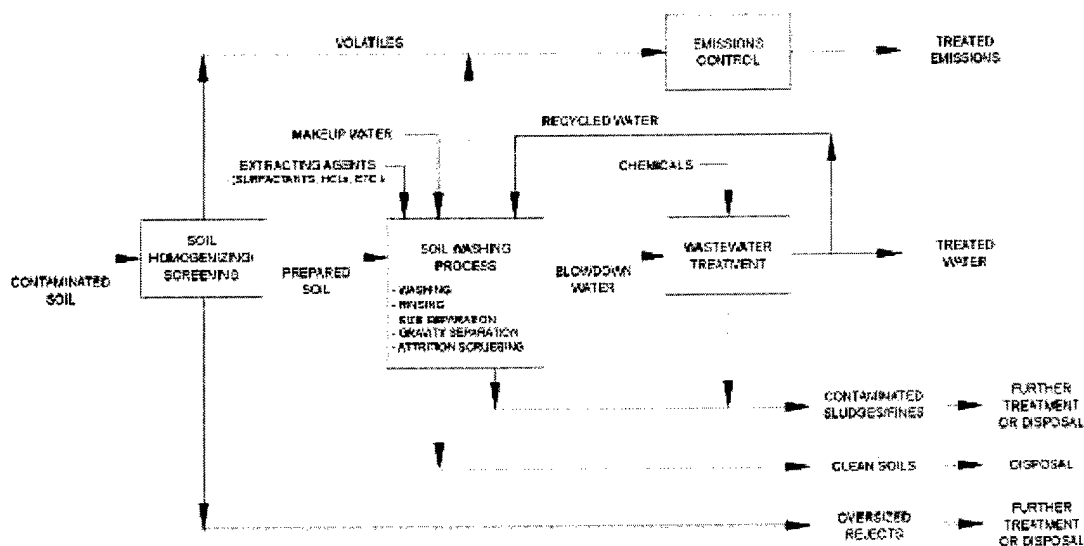 VOLATILES
EMISSIONS
CONTROL
TREATED
EMISSIONS
MAKEUP WATER
RECYCLED WATER
EXTRACTING AGENTS
(SURFACTANTS, HCl, ETC.)
CHEMICALS
CONTAMINATED
SOIL
SOIL
HOMOGENIZING/
SCREENING
PREPARED
SOIL
SOIL WASHING
PROCESS
- WASHING
- RINSING
- SIZE SEPARATION
- GRAVITY SEPARATION
- ATTRITION SCRUBBING
BLOWDOWN
WATER
WASTEWATER
TREATMENT
TREATED
WATER
CONTAMINATED
SLUDGES/FINES
FURTHER
TREATMENT
OR DISPOSAL
CLEAN SOILS
DISPOSAL
OVERSIZED
REJECTS
FURTHER
TREATMENT
OR DISPOSAL